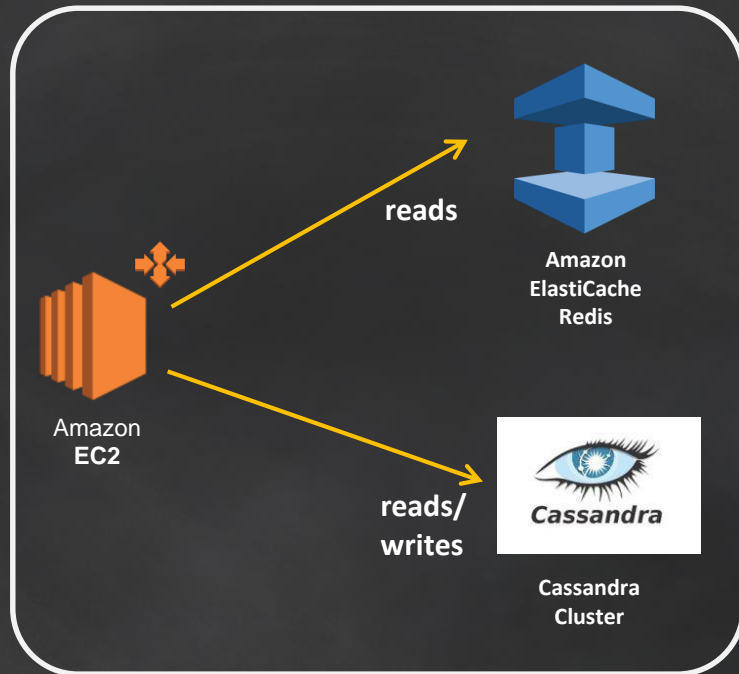 reads
Amazon
ElastiCache
Redis
Amazon
EC2
reads/
writes
Cassandra
Cassandra
Cluster